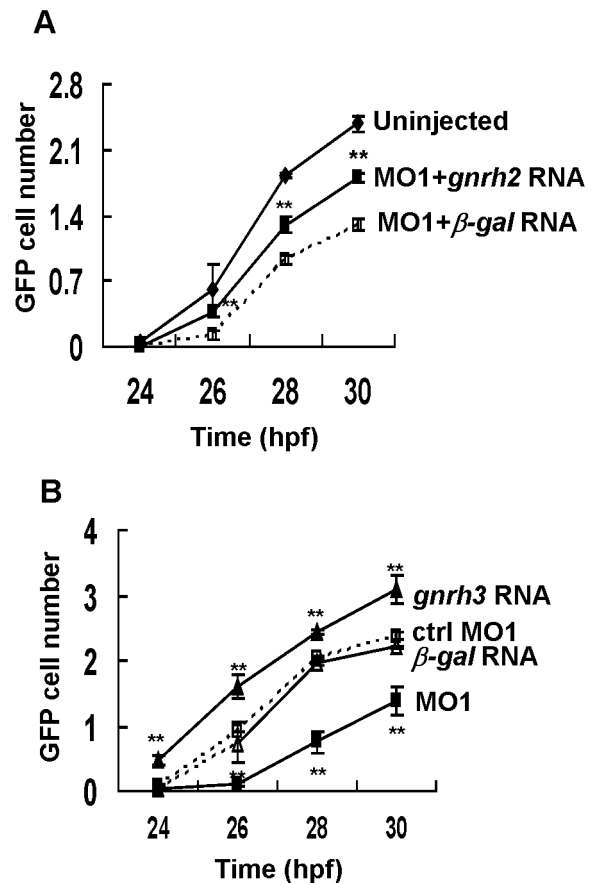 A
GFP cell number
2.8
2.1
1.4
0.7
0
Uninjected
**
MO1+gnrh2 RNA
**
MO1+β-gal RNA
**
24 26 28 30
Time (hpf)
B
GFP cell number
4
3
2
1
0
**
gnrh3 RNA
**
**
**
ctrl MO1
β-gal RNA
MO1
**
**
**
24 26 28 30
Time (hpf)